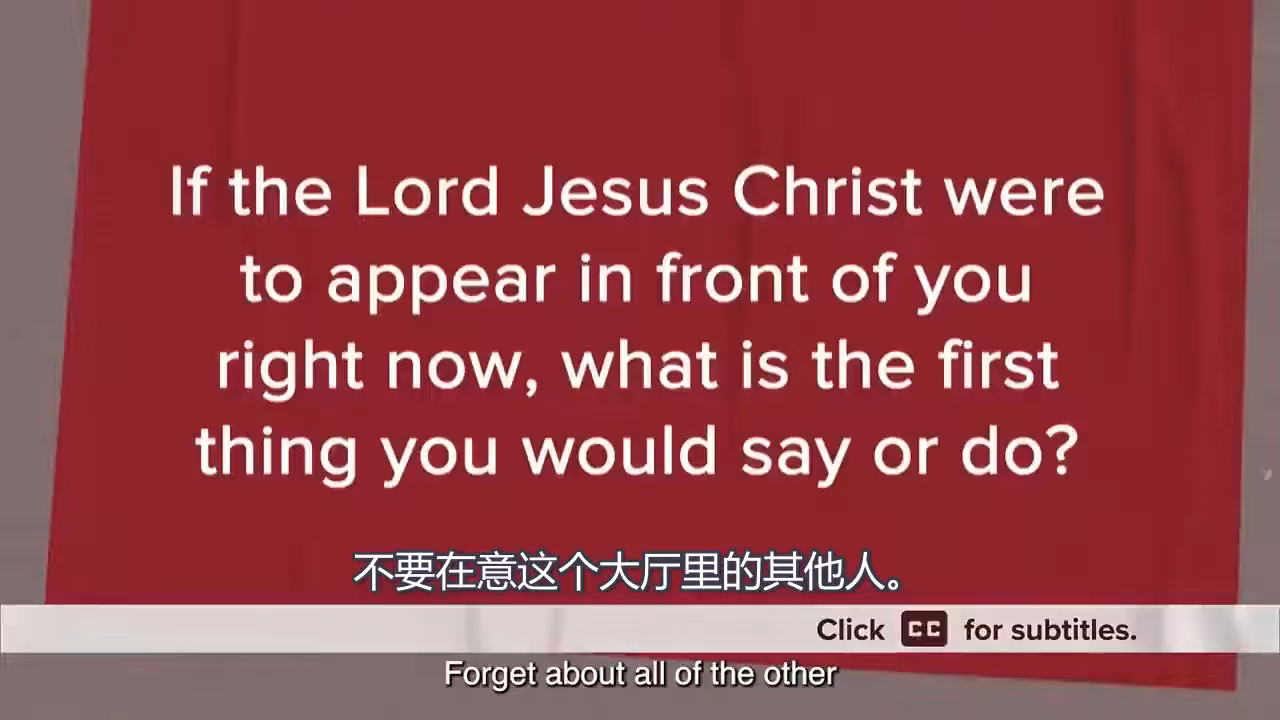 If the Lord Jesus Christ were
to appear in front of you
right now, what is the first
thing you would say or do?
不要在意这个大厅里的其他人。
Click CC for subtitles.
Forget about all of the other